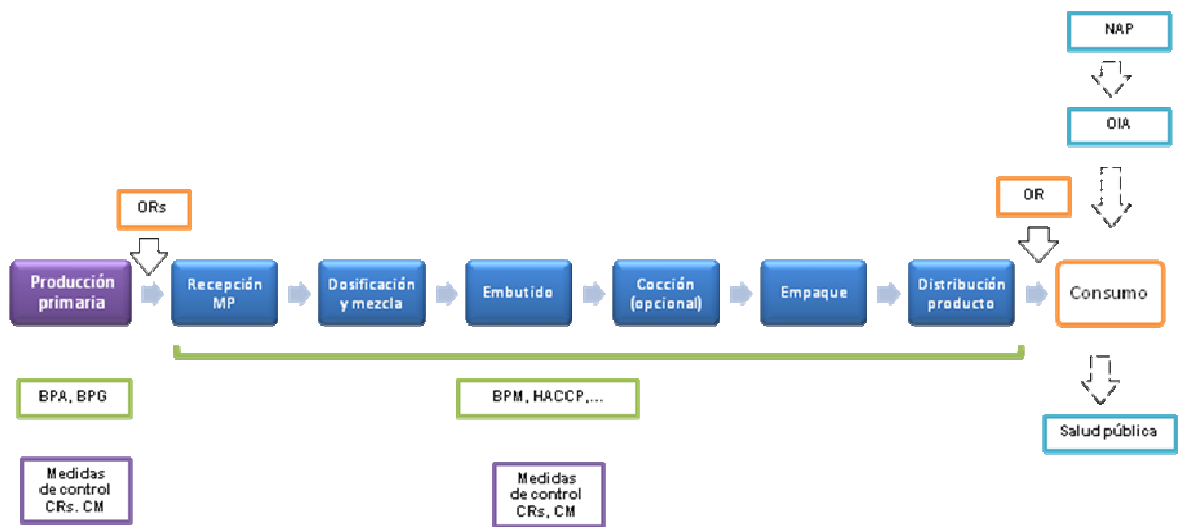 NAP
OIA
ORs
OR
Producción
primaria
Recepción
MP
Dosificación
y mezcla
Embutido
Cocción
(opcional)
Empaque
Distribución
producto
Consumo
BPA, BPG
BPM, HACCP,...
Salud pública
Medidas
de control
CRs. CM
Medidas
de control
CRs, CM